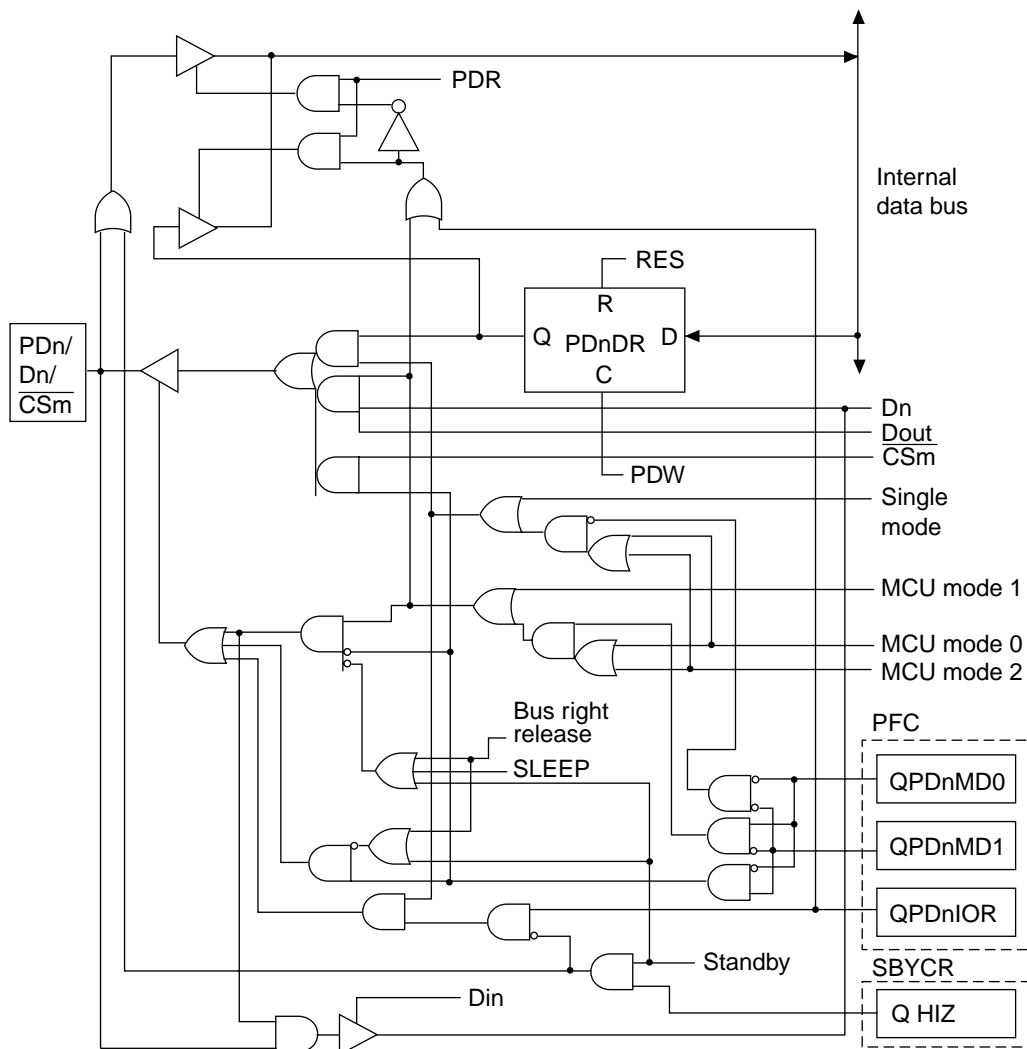 PDR
Internal
data bus
RES
R
Q PDnDR D
C
PDn/
Dn/
CSm
Dn
Dout
CSm
PDW
Single
mode
MCU mode 1
MCU mode 0
MCU mode 2
Bus right
release
PFC
SLEEP
QPDnMD0
QPDnMD1
QPDnIOR
Standby
SBYCR
Din
Q HIZ